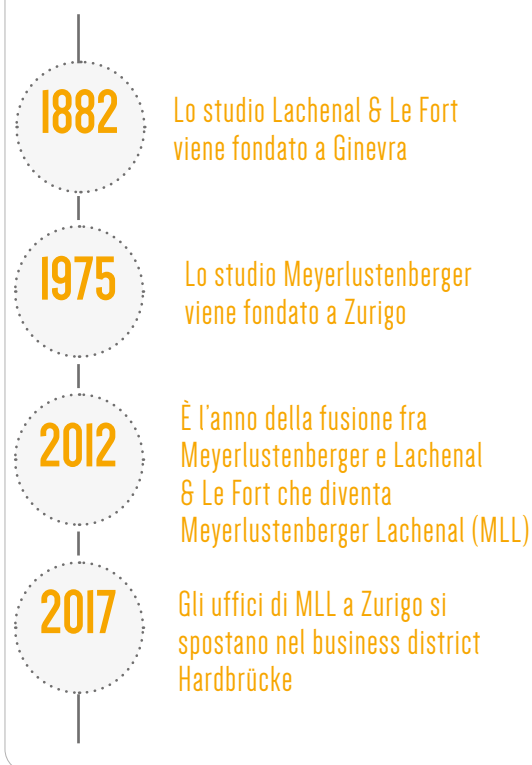 1882
Lo studio Lachenal & Le Fort
viene fondato a Ginevra
1975
Lo studio Meyerlustenberger
viene fondato a Zurigo
2012
È l'anno della fusione fra
Meyerlustenberger e Lachenal
& Le Fort che diventa
Meyerlustenberger Lachenal (MLL)
2017
Gli uffici di MLL a Zurigo si
spostano nel business district
Hardbrücke